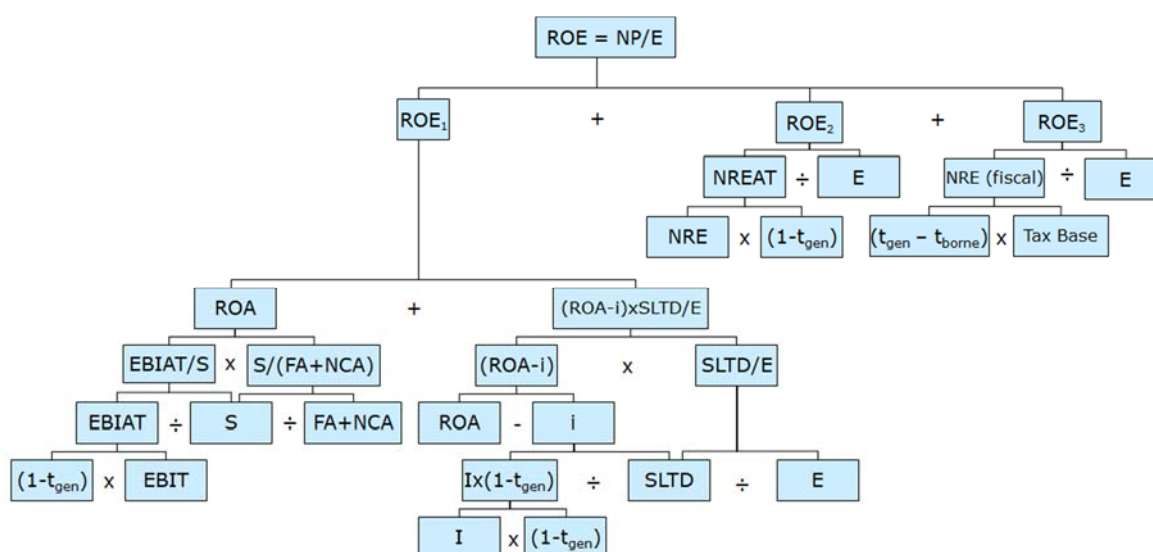 ROE = NP/E
ROE₁ + ROE₂ + ROE₃
NREAT ÷ E NRE (fiscal) ÷ E
NRE x (1-tgen) (tgen – tborne) x Tax Base
ROA + (ROA-i)xSLTD/E
EBIAT/S x S/(FA+NCA) (ROA-i) x SLTD/E
EBIAT ÷ S ÷ FA+NCA ROA - i
(1-tgen) x EBIT Ix(1-tgen) ÷ SLTD ÷ E
I x (1-tgen)